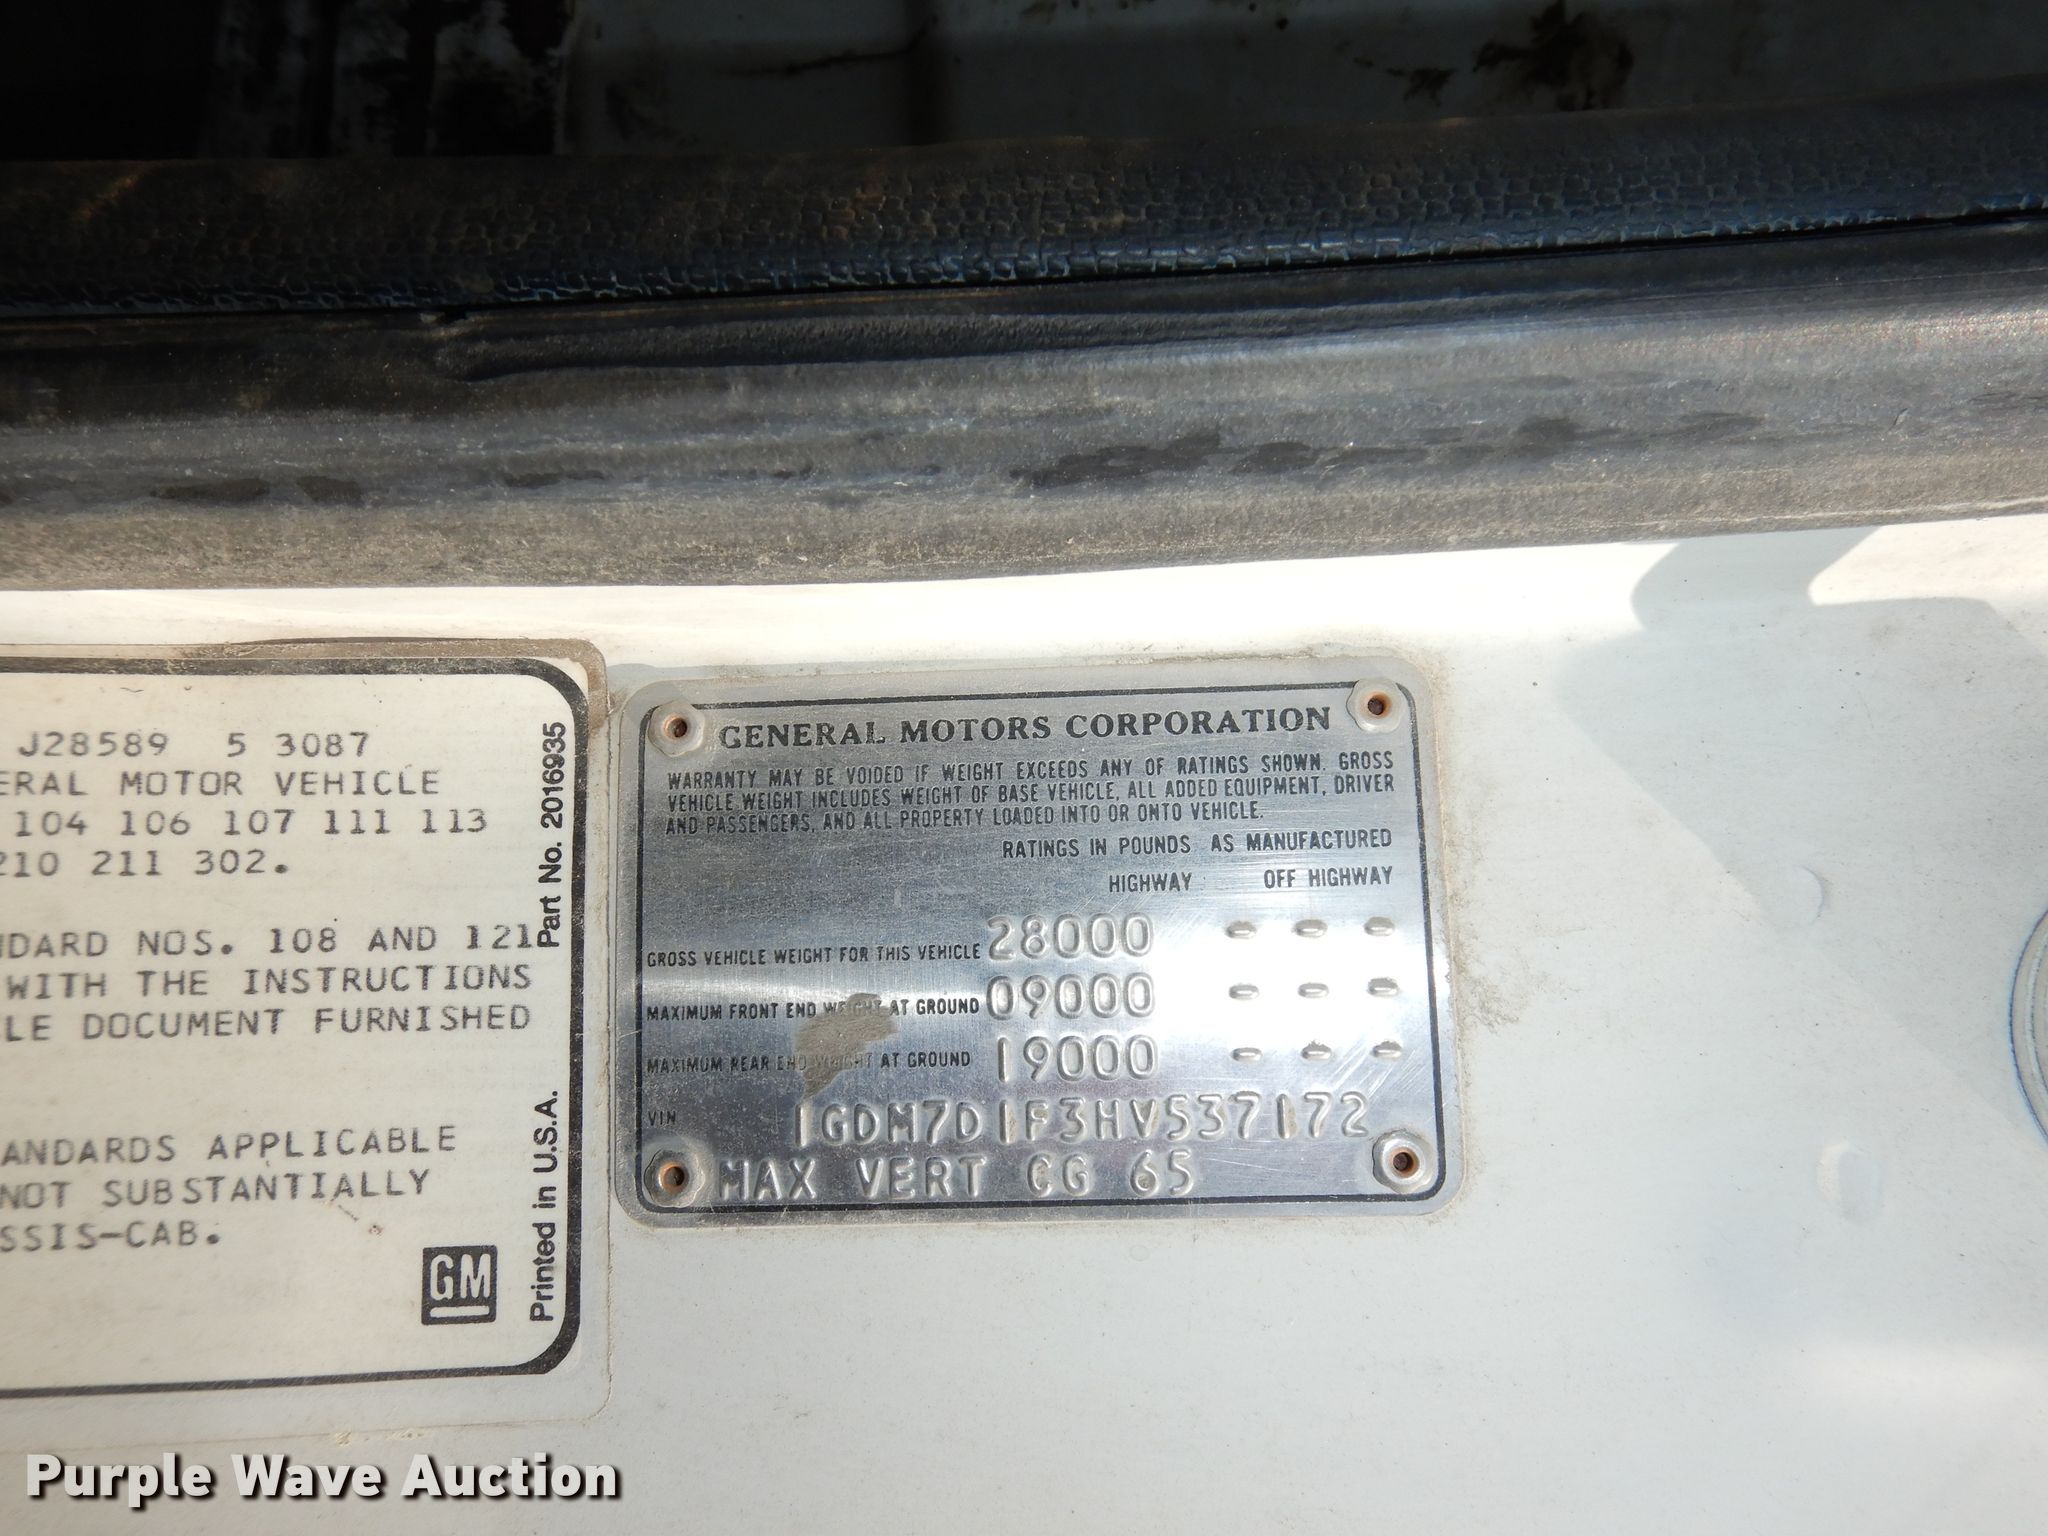 J28589 5 3087
ERAL MOTOR VEHICLE
104 106 107 111 113
210 211 302.
NDARD NOS. 108 AND 121
WITH THE INSTRUCTIONS
LE DOCUMENT FURNISHED
ANDARDS APPLICABLE
NOT SUBSTANTIALLY
SSIS-CAB.
GM
Part No. 2016935
Printed in U.S.A.
GENERAL MOTORS CORPORATION
WARRANTY MAY BE VOIDED IF WEIGHT EXCEEDS ANY OF RATINGS SHOWN. GROSS
VEHICLE WEIGHT INCLUDES WEIGHT OF BASE VEHICLE, ALL ADDED EQUIPMENT, DRIVER
AND PASSENGERS, AND ALL PROPERTY LOADED INTO OR ONTO VEHICLE.
RATINGS IN POUNDS AS MANUFACTURED
HIGHWAY OFF HIGHWAY
GROSS VEHICLE WEIGHT FOR THIS VEHICLE 28000 - - -
MAXIMUM FRONT END WEIGHT AT GROUND 09000 - - -
MAXIMUM REAR END WEIGHT AT GROUND 19000 - - -
VIN 1GDM7D1F3HV537172
MAX VERT CG 65
Purple Wave Auction